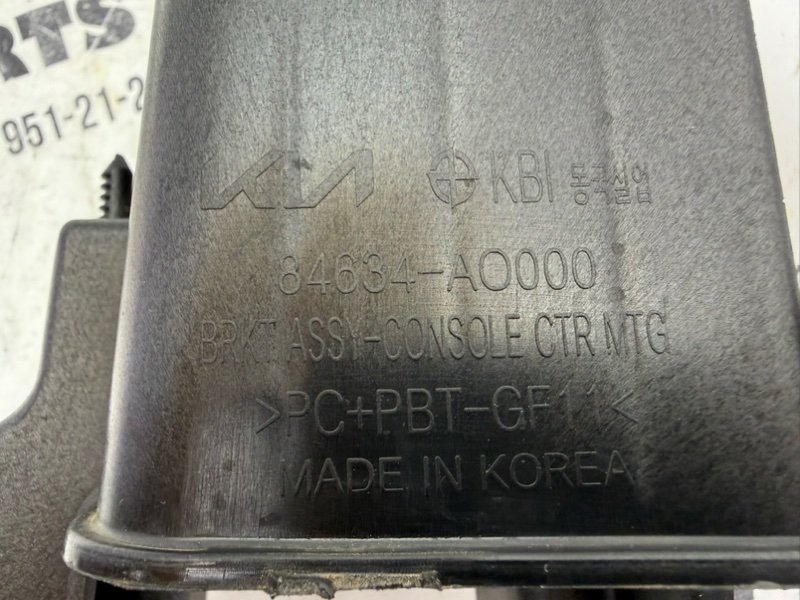 ARTS
951-21-2
KIA KBI 동국실업
84634-AO000
BRKT ASSY-CONSOLE CTR MTG
>PC+PBT-GF11<
MADE IN KOREA